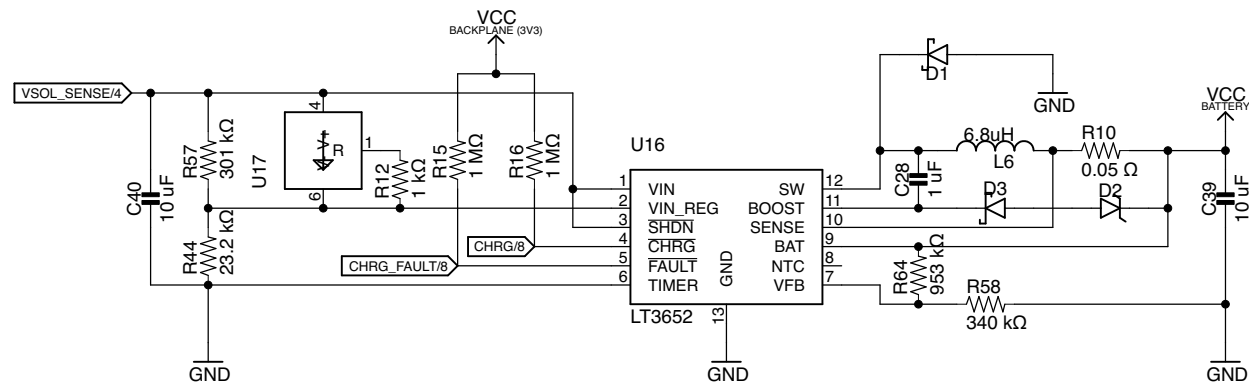 VCC
BACKPLANE (3V3)
D1
GND
VCC
BATTERY
VSOL_SENSE/4
C40
10 uF
R57
301 kΩ
R44
23.2 kΩ
U17
4
V+
R
1
6
R12
1 kΩ
R15
1 MΩ
R16
1 MΩ
CHRG/8
CHRG_FAULT/8
GND
U16
1 VIN
2 VIN_REG
3 SHDN
4 CHRG
5 FAULT
6 TIMER
GND
13
SW 12
BOOST 11
SENSE 10
BAT 9
NTC 8
VFB 7
LT3652
GND
6.8uH
L6
R10
0.05 Ω
C28
1 uF
D3
D2
C39
10 uF
R64
953 kΩ
R58
340 kΩ
GND